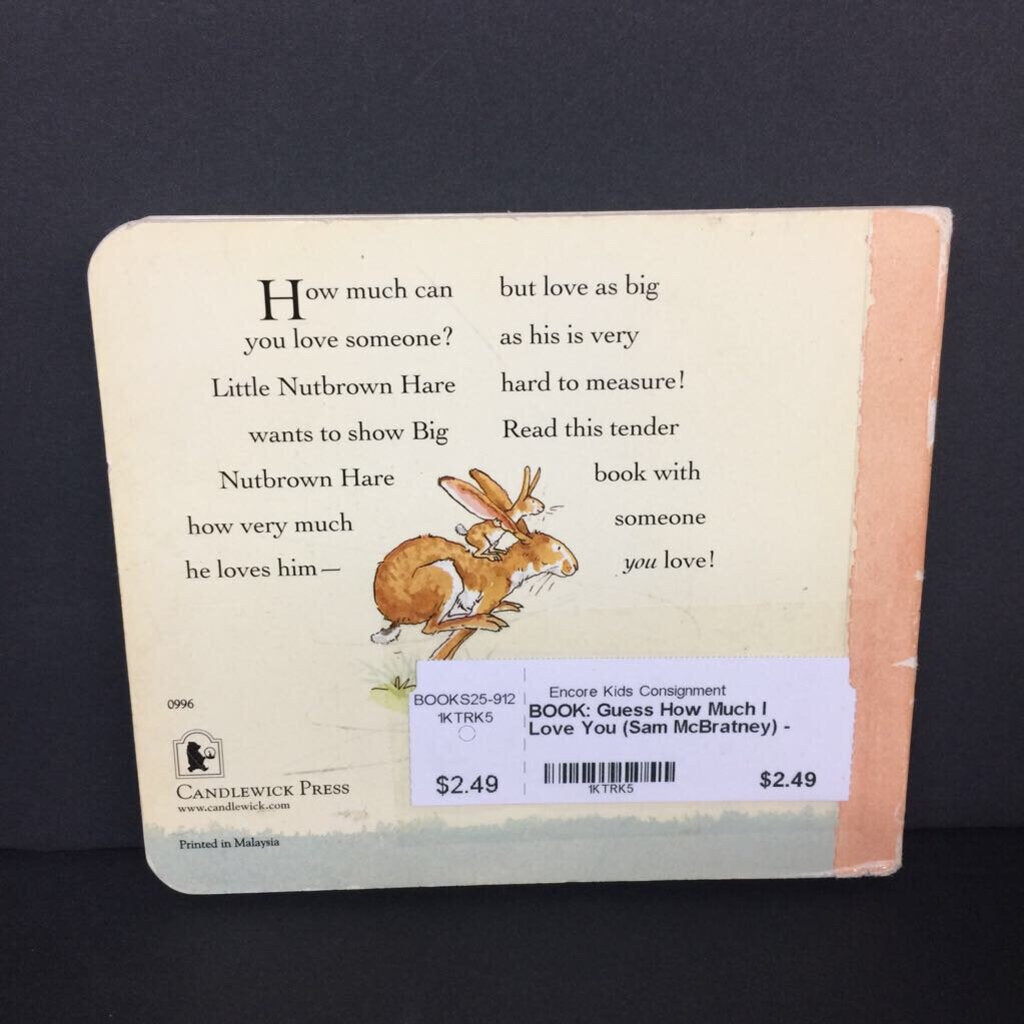 How much can
you love someone?
Little Nutbrown Hare
wants to show Big
Nutbrown Hare
how very much
he loves him—
but love as big
as his is very
hard to measure!
Read this tender
book with
someone
you love!
0996
CANDLEWICK PRESS
www.candlewick.com
Printed in Malaysia
BOOKS25-912
1KTRK5
$2.49
Encore Kids Consignment
BOOK: Guess How Much I
Love You (Sam McBratney) -
1KTRK5
$2.49